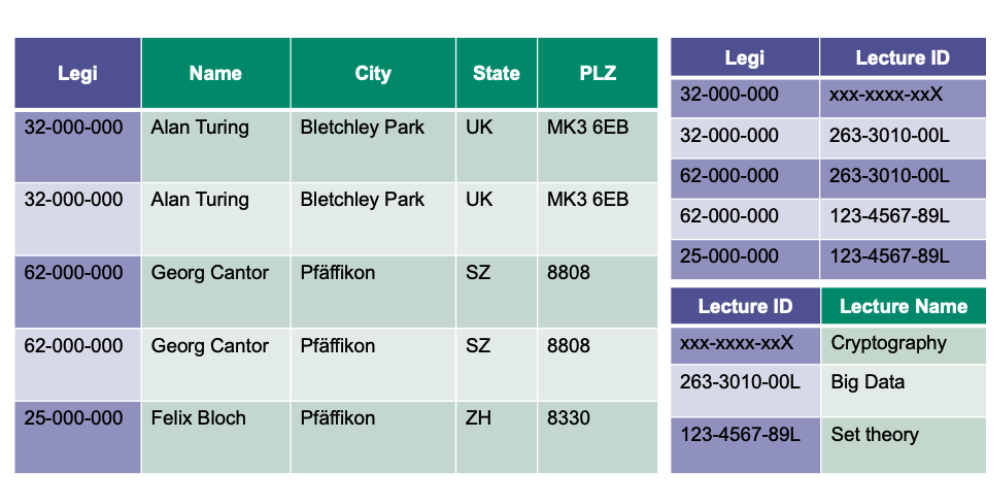 Legi Name City State PLZ
32-000-000 Alan Turing Bletchley Park UK MK3 6EB
32-000-000 Alan Turing Bletchley Park UK MK3 6EB
62-000-000 Georg Cantor Pfäffikon SZ 8808
62-000-000 Georg Cantor Pfäffikon SZ 8808
25-000-000 Felix Bloch Pfäffikon ZH 8330
Legi Lecture ID
32-000-000 xxx-xxxx-xxX
32-000-000 263-3010-00L
62-000-000 263-3010-00L
62-000-000 123-4567-89L
25-000-000 123-4567-89L
Lecture ID Lecture Name
xxx-xxxx-xxX Cryptography
263-3010-00L Big Data
123-4567-89L Set theory